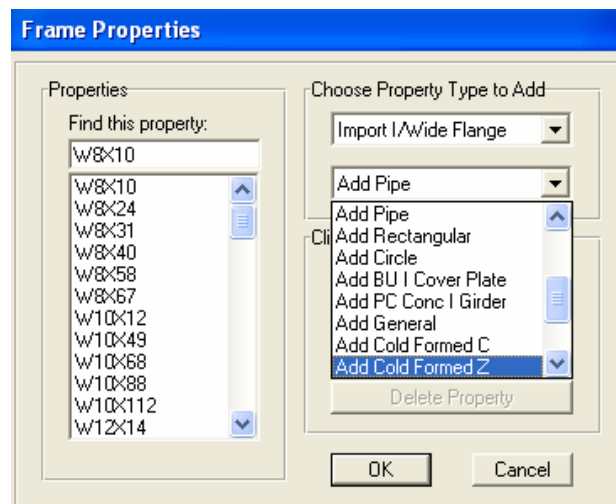 Frame Properties
Properties
Find this property:
W8X10
W8X10
W8X24
W8X31
W8X40
W8X58
W8X67
W10X12
W10X49
W10X68
W10X88
W10X112
W12X14
Choose Property Type to Add
Import I/Wide Flange
Add Pipe
Add Pipe
Add Rectangular
Add Circle
Add BU I Cover Plate
Add PC Conc I Girder
Add General
Add Cold Formed C
Add Cold Formed Z
Cli
Delete Property
OK
Cancel